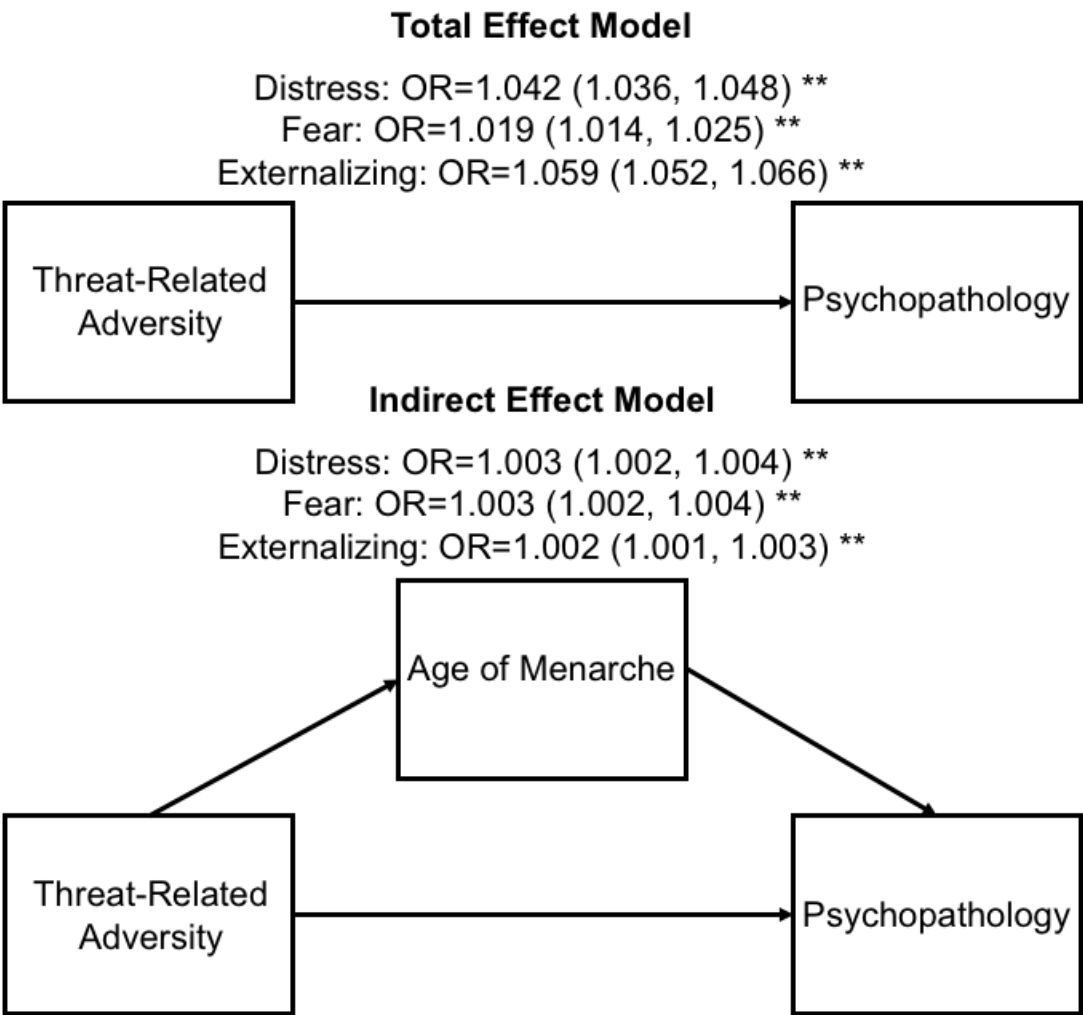 Total Effect Model
Distress: OR=1.042 (1.036, 1.048) **
Fear: OR=1.019 (1.014, 1.025) **
Externalizing: OR=1.059 (1.052, 1.066) **
Threat-Related
Adversity
Psychopathology
Indirect Effect Model
Distress: OR=1.003 (1.002, 1.004) **
Fear: OR=1.003 (1.002, 1.004) **
Externalizing: OR=1.002 (1.001, 1.003) **
Age of Menarche
Threat-Related
Adversity
Psychopathology